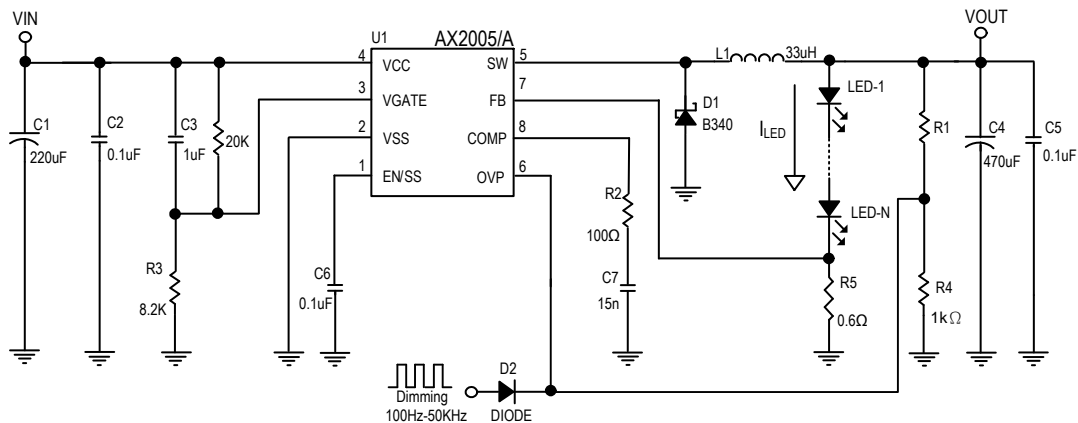 VIN
VOUT
U1
AX2005/A
4
VCC
SW
5
L1
33uH
3
VGATE
FB
7
2
VSS
COMP
8
1
EN/SS
OVP
6
C1
220uF
C2
0.1uF
C3
1uF
20K
R3
8.2K
C6
0.1uF
R2
100Ω
C7
15n
D1
B340
ILED
LED-1
LED-N
R5
0.6Ω
R1
R4
1kΩ
C4
470uF
C5
0.1uF
Dimming
100Hz-50KHz
D2
DIODE